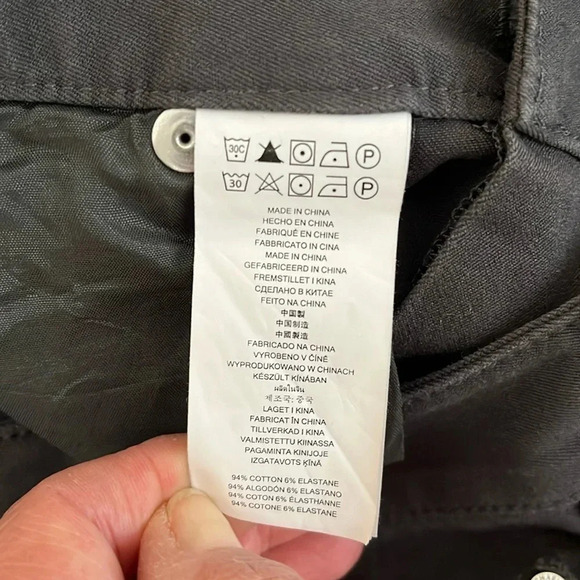 30C P
30 P
MADE IN CHINA
HECHO EN CHINA
FABRIQUÉ EN CHINE
FABBRICATO IN CINA
MADE IN CHINA
GEFABRICEERD IN CHINA
FREMSTILLET I KINA
СДЕЛАНО В КИТАЕ
FEITO NA CHINA
中国製
中国制造
中國製造
FABRICADO NA CHINA
VYROBENO V ČÍNĚ
WYPRODUKOWANO W CHINACH
KÉSZÜLT KÍNÁBAN
ผลิตในจีน
제조국: 중국
LAGET I KINA
FABRICAT ÎN CHINA
TILLVERKAD I KINA
VALMISTETTU KIINASSA
PAGAMINTA KINIJOJE
IZGATAVOTS ĶĪNĀ
94% COTTON 6% ELASTANE
94% ALGODÓN 6% ELASTANO
94% COTON 6% ÉLASTHANNE
94% COTONE 6% ELASTANE